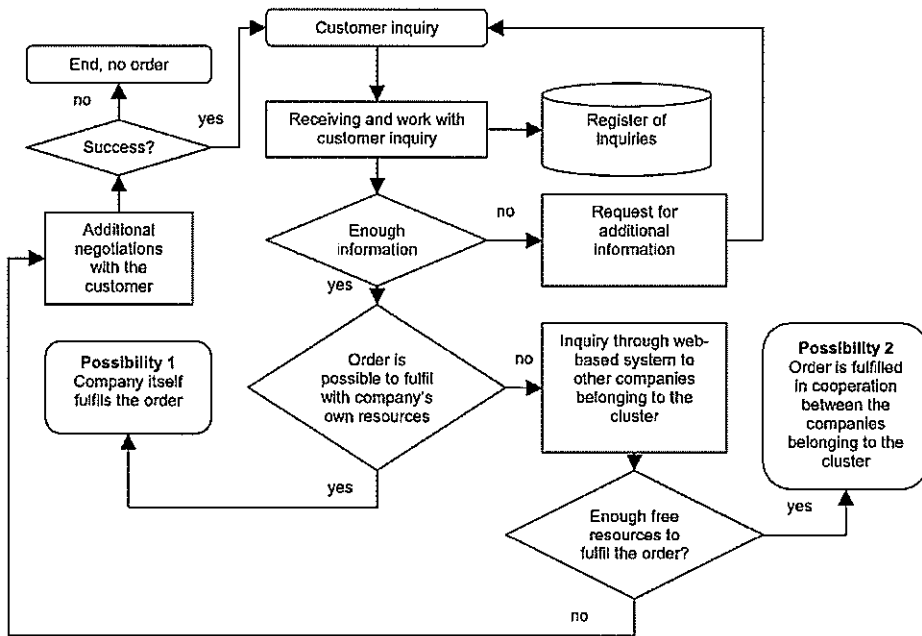 Customer inquiry
End, no order
no
yes
Success?
Receiving and work with
customer inquiry
Register of
Inquiries
Additional
negotiations
with the
customer
Enough
information
no
Request for
additional
information
yes
Possibility 1
Company itself
fulfils the order
Order is
possible to fulfil
with company's
own resources
no
Inquiry through web-
based system to
other companies
belonging to the
cluster
Possibility 2
Order is fulfilled
in cooperation
between the
companies
belonging to the
cluster
yes
Enough free
resources to
fulfil the order?
yes
no